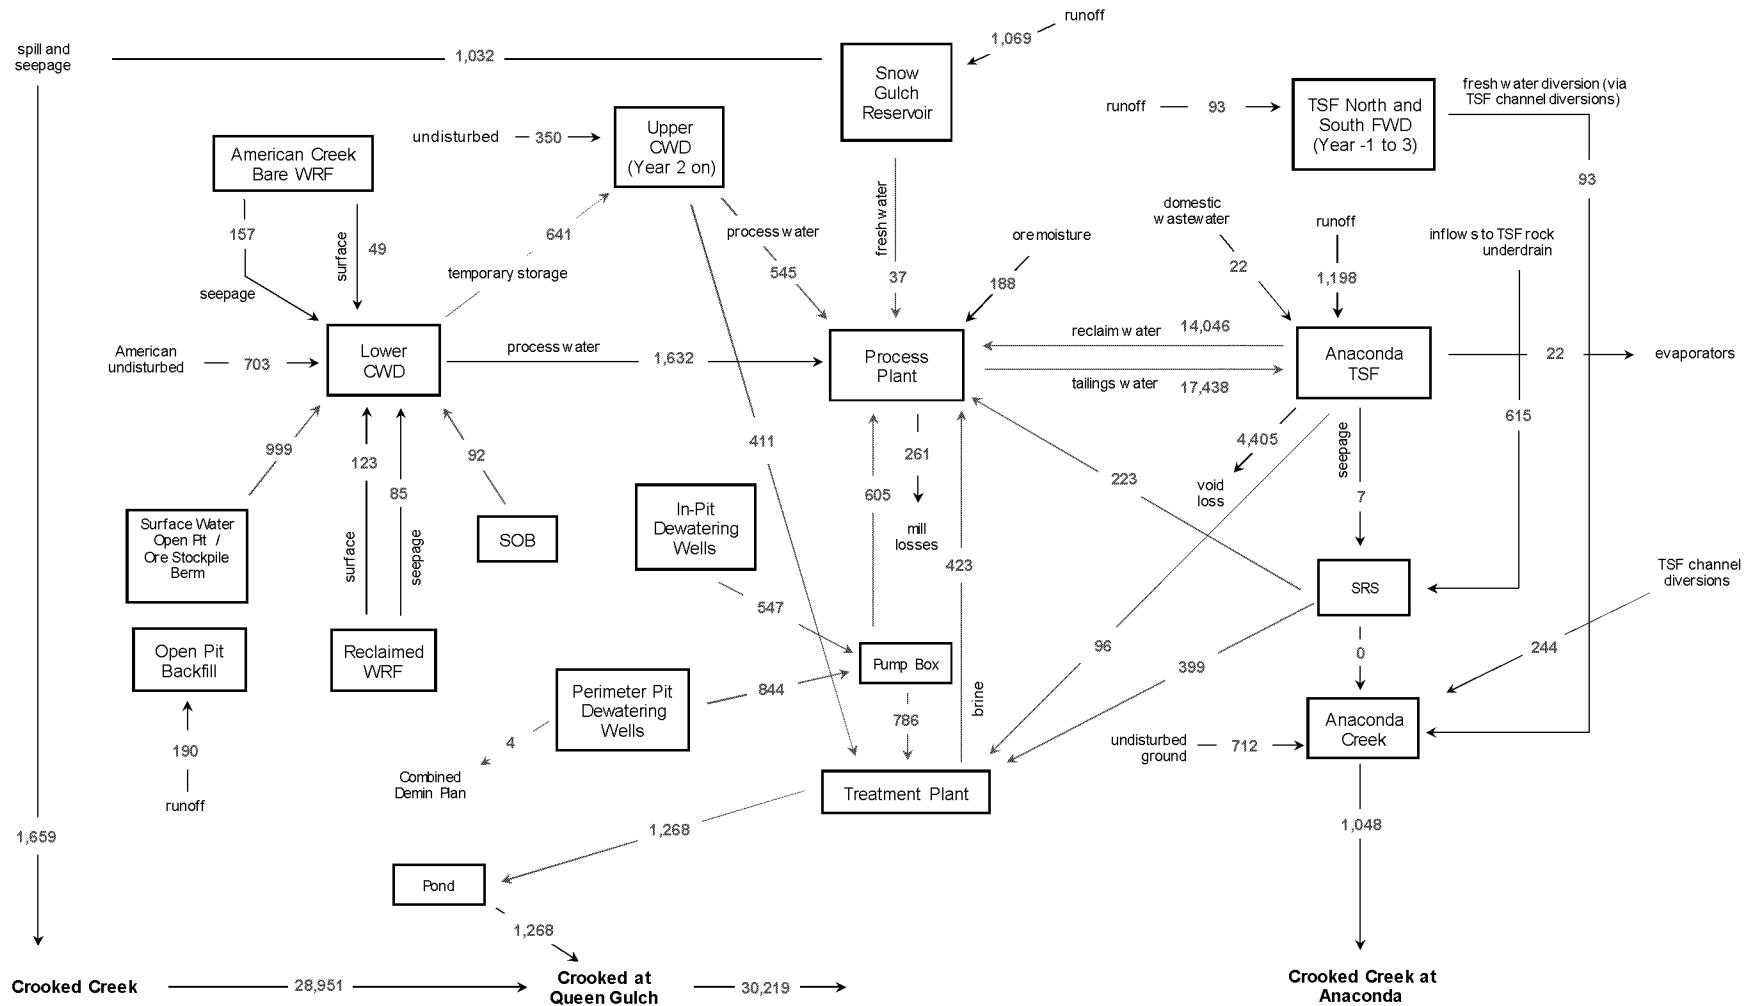 runoff
1,069
spill and
seepage
1,032
Snow
Gulch
Reservoir
runoff
93
TSF North and
South FWD
(Year -1 to 3)
fresh water diversion (via
TSF channel diversions)
93
undisturbed
350
Upper
CWD
(Year 2 on)
American Creek
Bare WRF
157
seepage
surface
49
641
temporary storage
process water
545
fresh water
37
ore moisture
188
domestic
wastewater
22
runoff
1,198
inflows to TSF rock
underdrain
615
American
undisturbed
703
Lower
CWD
process water
1,632
Process
Plant
reclaim water
14,046
tailings water
17,438
Anaconda
TSF
22
evaporators
999
123
85
92
411
605
261
mill
losses
423
brine
223
4,405
void
loss
seepage
7
Surface Water
Open Pit /
Ore Stockpile
Berm
surface
seepage
SOB
In-Pit
Dewatering
Wells
547
SRS
TSF channel
diversions
244
Open Pit
Backfill
190
runoff
Reclaimed
WRF
Perimeter Pit
Dewatering
Wells
844
4
Combined
Demin Plan
Pump Box
786
96
399
0
undisturbed
ground
712
Anaconda
Creek
Treatment Plant
1,268
1,659
1,048
Pond
1,268
Crooked Creek
28,951
Crooked at
Queen Gulch
30,219
Crooked Creek at
Anaconda